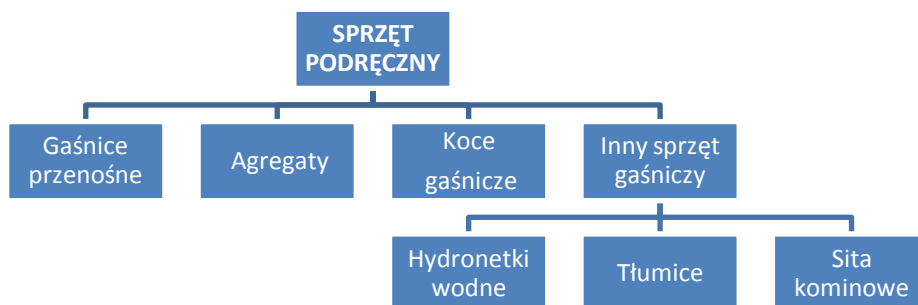 SPRZĘT
PODRĘCZNY
Gaśnice
przenośne
Agregaty
Koce
gaśnicze
Inny sprzęt
gaśniczy
Hydronetki
wodne
Tłumice
Sita
kominowe